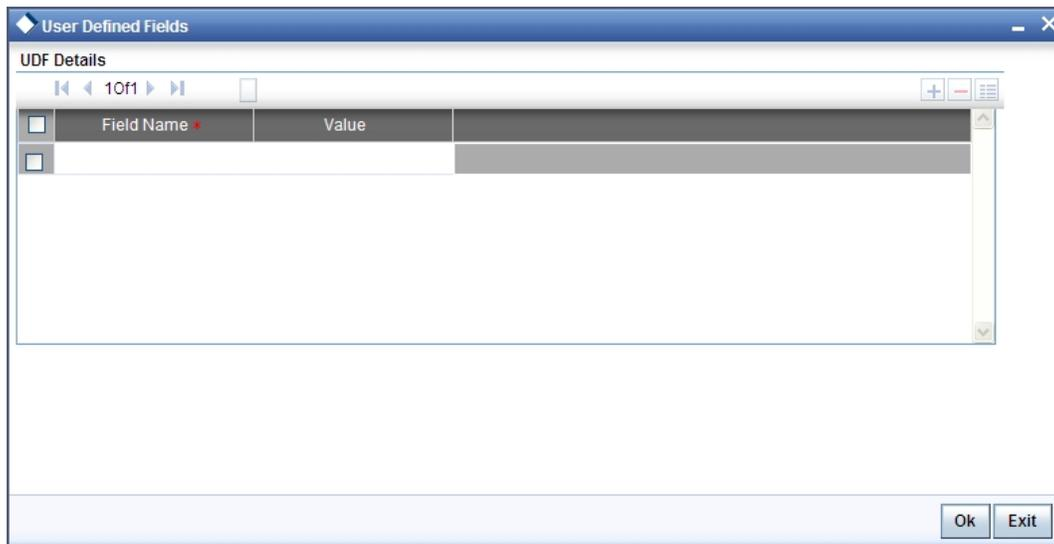 User Defined Fields
UDF Details
1Of1
Field Name * Value
Ok Exit